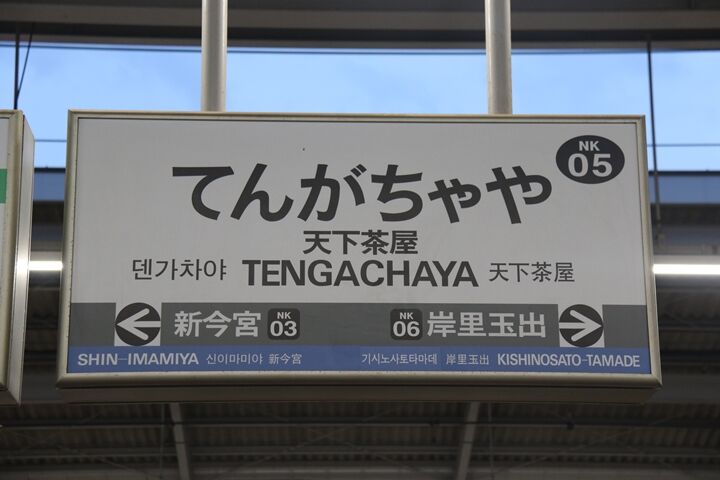 てんがちゃや
NK
05
天下茶屋
덴가차야 TENGACHAYA 天下茶屋
新今宮 NK 03 NK 06 岸里玉出
SHIN-IMAMIYA 신이마미야 新今宮 기시노사토타마데 岸里玉出 KISHINOSATO-TAMADE